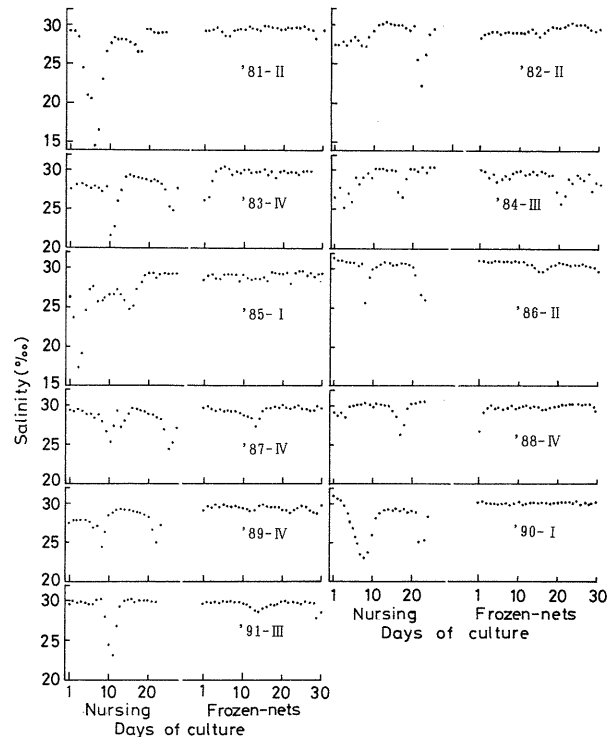 30
25
20
15
'81-II
'82-II
30
25
20
'83-IV
'84-III
30
25
20
15
'85-I
'86-II
Salinity (‰)
30
25
20
'87-IV
'88-IV
30
25
20
'89-IV
'90-I
1 10 20 1 10 20 30
Nursing Frozen-nets
Days of culture
30
25
20
'91-III
1 10 20 1 10 20 30
Nursing Frozen-nets
Days of culture